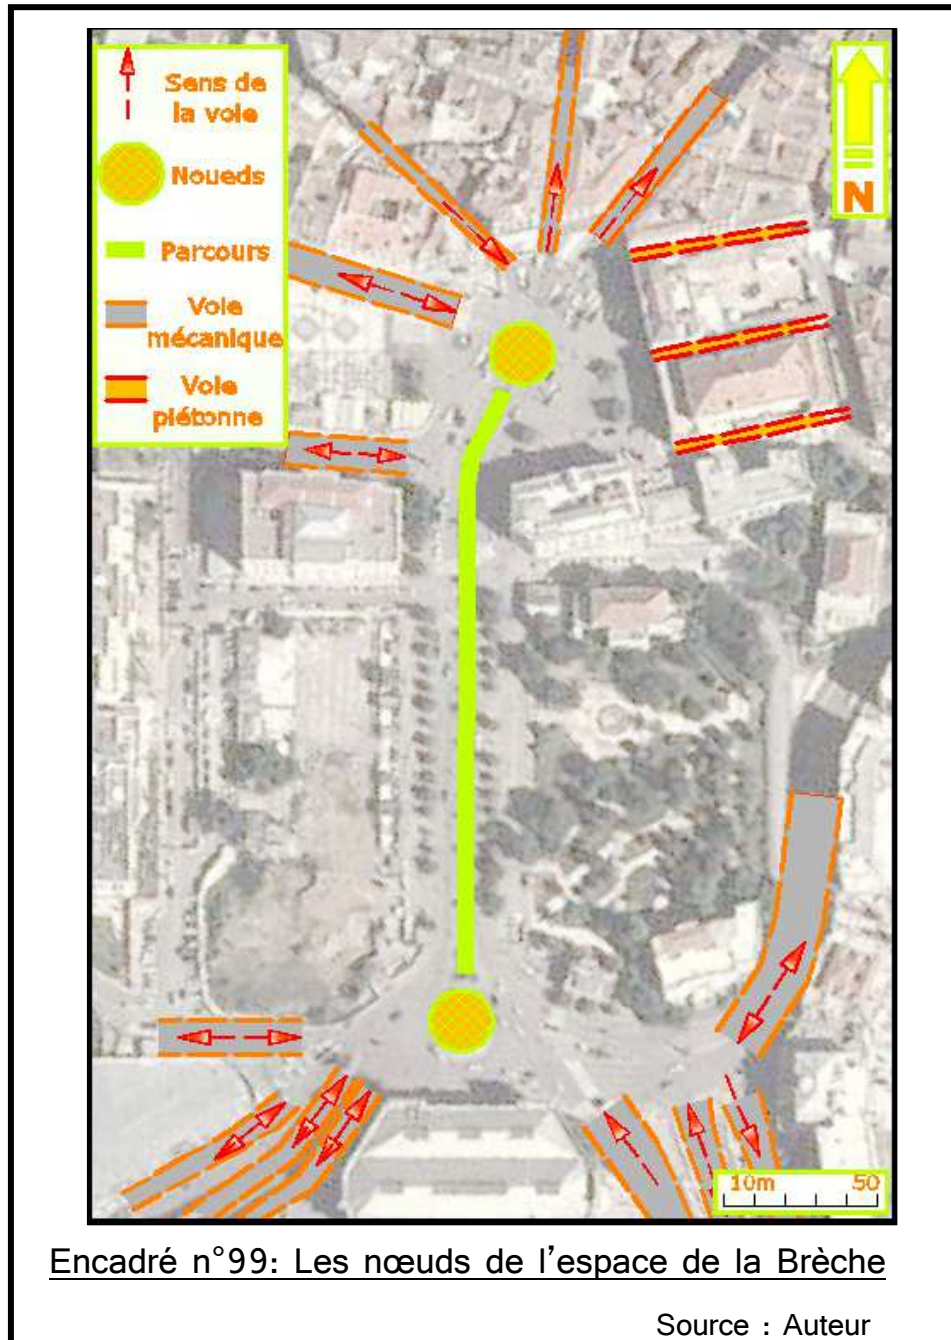 Sens de
la voie
Noueds
Parcours
Voie
mécanique
Voie
piétonne
N
10m 50
Encadré n°99: Les nœuds de l'espace de la Brèche
Source : Auteur